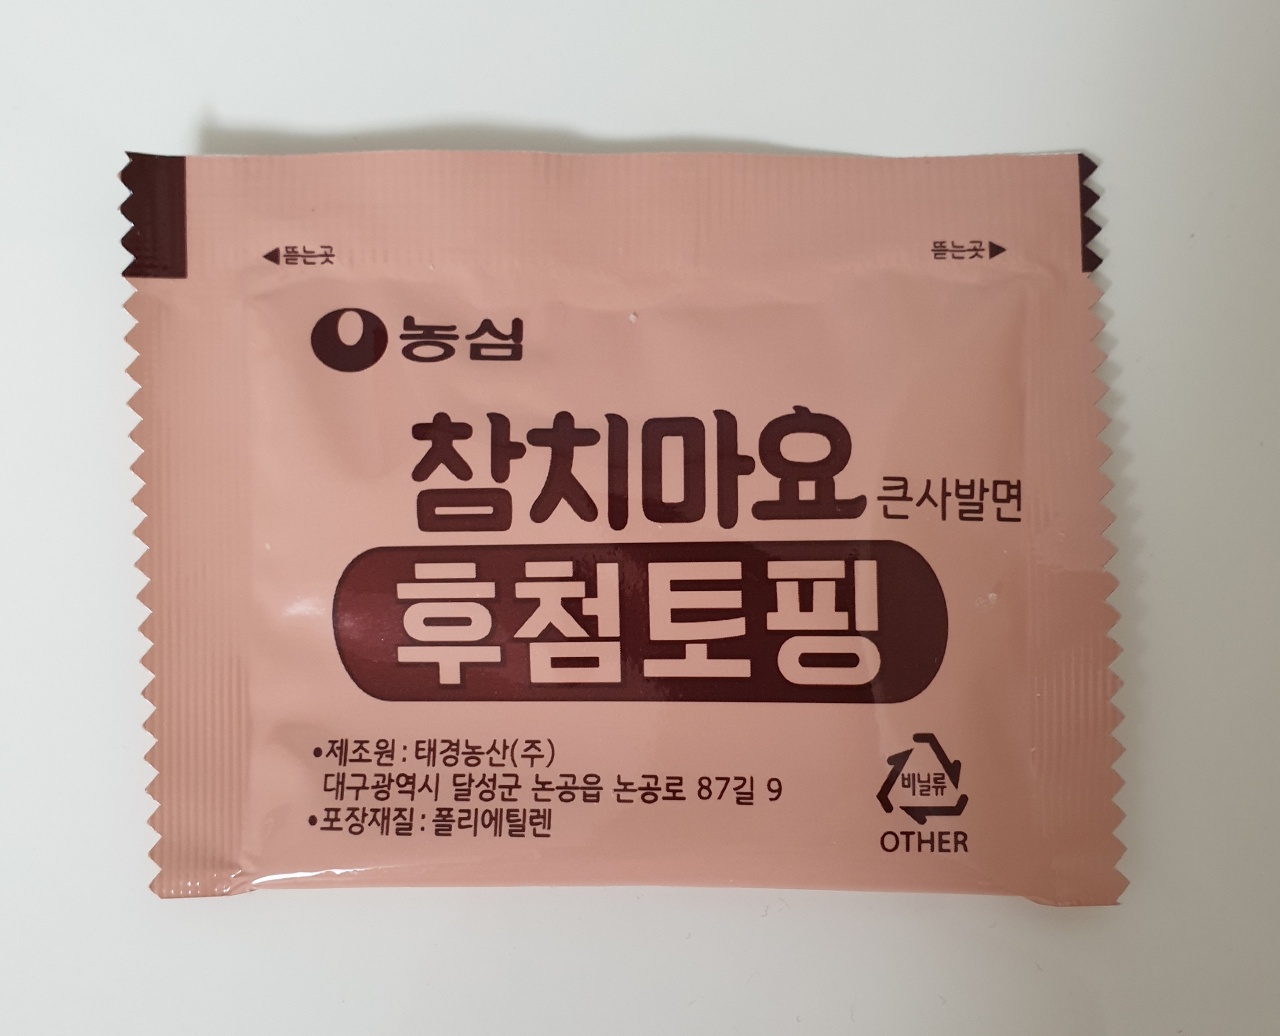 ◀뜯는곳 뜯는곳▶
농심
참치마요 큰사발면
후첨토핑
•제조원 : 태경농산(주)
대구광역시 달성군 논공읍 논공로 87길 9
•포장재질 : 폴리에틸렌
비닐류
OTHER